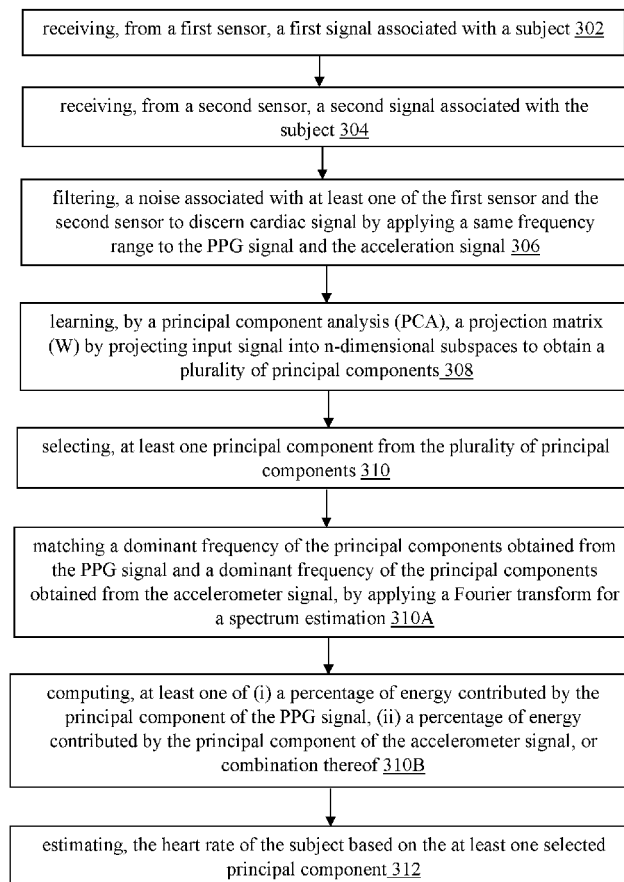 receiving, from a first sensor, a first signal associated with a subject 302
receiving, from a second sensor, a second signal associated with the
subject 304
filtering, a noise associated with at least one of the first sensor and the
second sensor to discern cardiac signal by applying a same frequency
range to the PPG signal and the acceleration signal 306
learning, by a principal component analysis (PCA), a projection matrix
(W) by projecting input signal into n-dimensional subspaces to obtain a
plurality of principal components 308
selecting, at least one principal component from the plurality of principal
components 310
matching a dominant frequency of the principal components obtained from
the PPG signal and a dominant frequency of the principal components
obtained from the accelerometer signal, by applying a Fourier transform for
a spectrum estimation 310A
computing, at least one of (i) a percentage of energy contributed by the
principal component of the PPG signal, (ii) a percentage of energy
contributed by the principal component of the accelerometer signal, or
combination thereof 310B
estimating, the heart rate of the subject based on the at least one selected
principal component 312